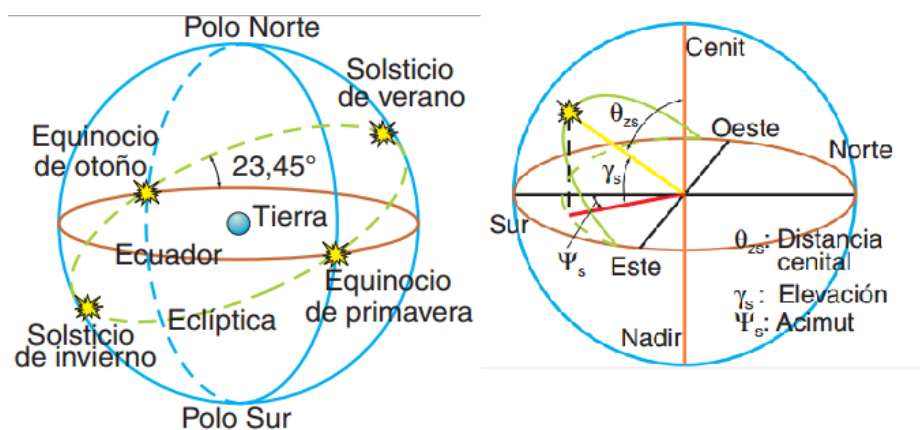 Polo Norte
Solsticio
de verano
Equinocio
de otoño
23,45°
Tierra
Ecuador
Equinocio
de primavera
Eclíptica
Solsticio
de invierno
Polo Sur
Cenit
θzs
Oeste
Norte
γs
Sur
Ψs
Este
θzs: Distancia
cenital
γs : Elevación
Ψs: Acimut
Nadir